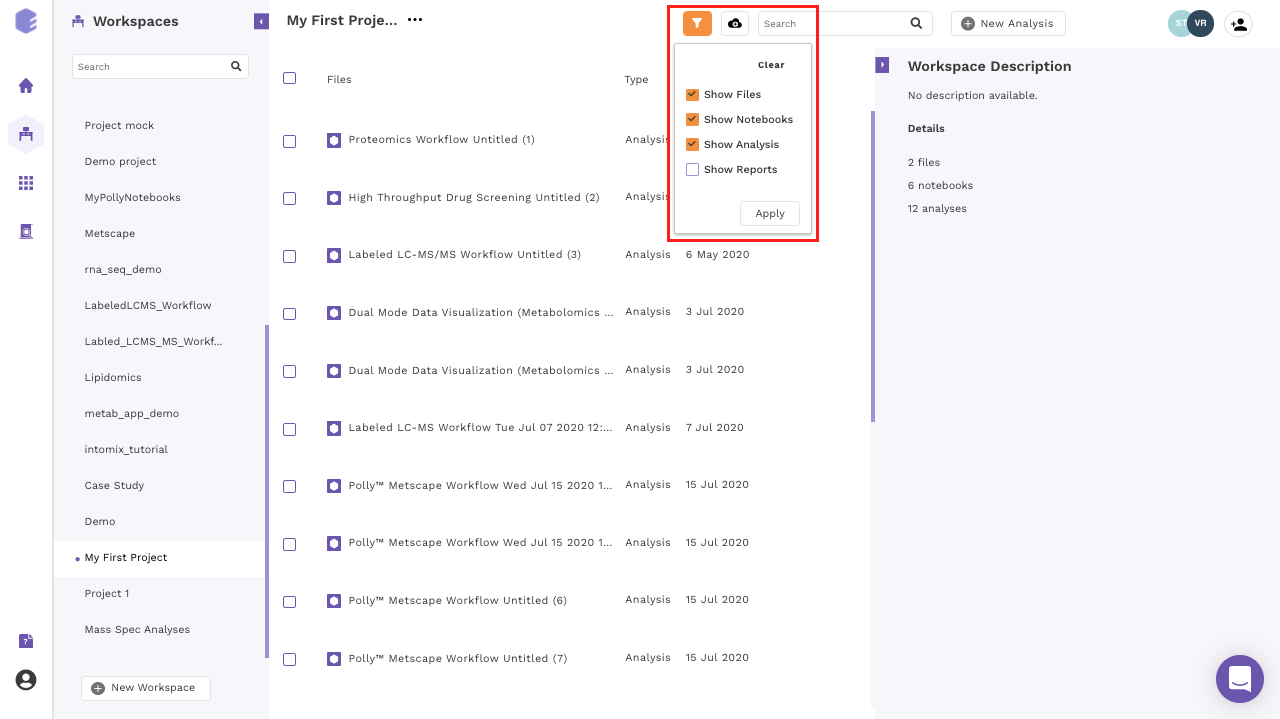 Workspaces
Search
Project mock
Demo project
MyPollyNotebooks
Metscape
rna_seq_demo
LabeledLCMS_Workflow
Labled_LCMS_MS_Workf...
Lipidomics
metab_app_demo
intomix_tutorial
Case Study
Demo
My First Project
Project 1
Mass Spec Analyses
New Workspace
My First Proje...
Search
New Analysis
ST
VR
Clear
Show Files
Show Notebooks
Show Analysis
Show Reports
Apply
Files Type
Proteomics Workflow Untitled (1) Analysis
High Throughput Drug Screening Untitled (2) Analysis
Labeled LC-MS/MS Workflow Untitled (3) Analysis 6 May 2020
Dual Mode Data Visualization (Metabolomics ... Analysis 3 Jul 2020
Dual Mode Data Visualization (Metabolomics ... Analysis 3 Jul 2020
Labeled LC-MS Workflow Tue Jul 07 2020 12:... Analysis 7 Jul 2020
Polly™ Metscape Workflow Wed Jul 15 2020 1... Analysis 15 Jul 2020
Polly™ Metscape Workflow Wed Jul 15 2020 1... Analysis 15 Jul 2020
Polly™ Metscape Workflow Untitled (6) Analysis 15 Jul 2020
Polly™ Metscape Workflow Untitled (7) Analysis 15 Jul 2020
Workspace Description
No description available.
Details
2 files
6 notebooks
12 analyses